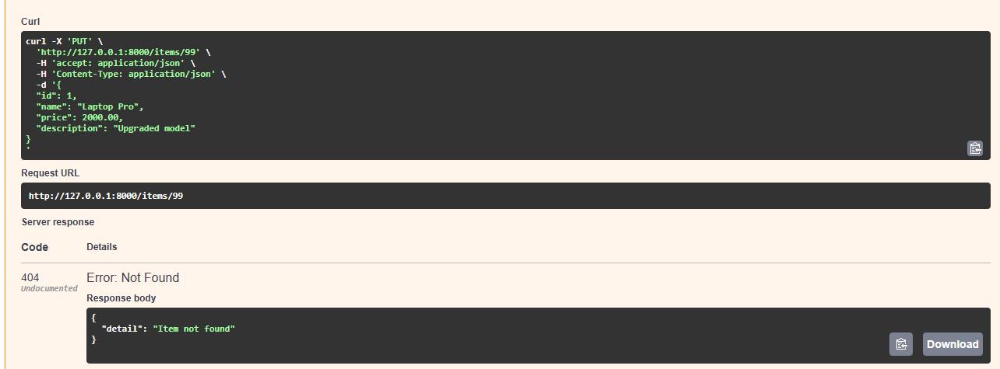 Curl
curl -X 'PUT' \
  'http://127.0.0.1:8000/items/99' \
  -H 'accept: application/json' \
  -H 'Content-Type: application/json' \
  -d '{
  "id": 1,
  "name": "Laptop Pro",
  "price": 2000.00,
  "description": "Upgraded model"
}
'
Request URL
http://127.0.0.1:8000/items/99
Server response
Code Details
404 Error: Not Found
Undocumented
Response body
{
  "detail": "Item not found"
}
Download